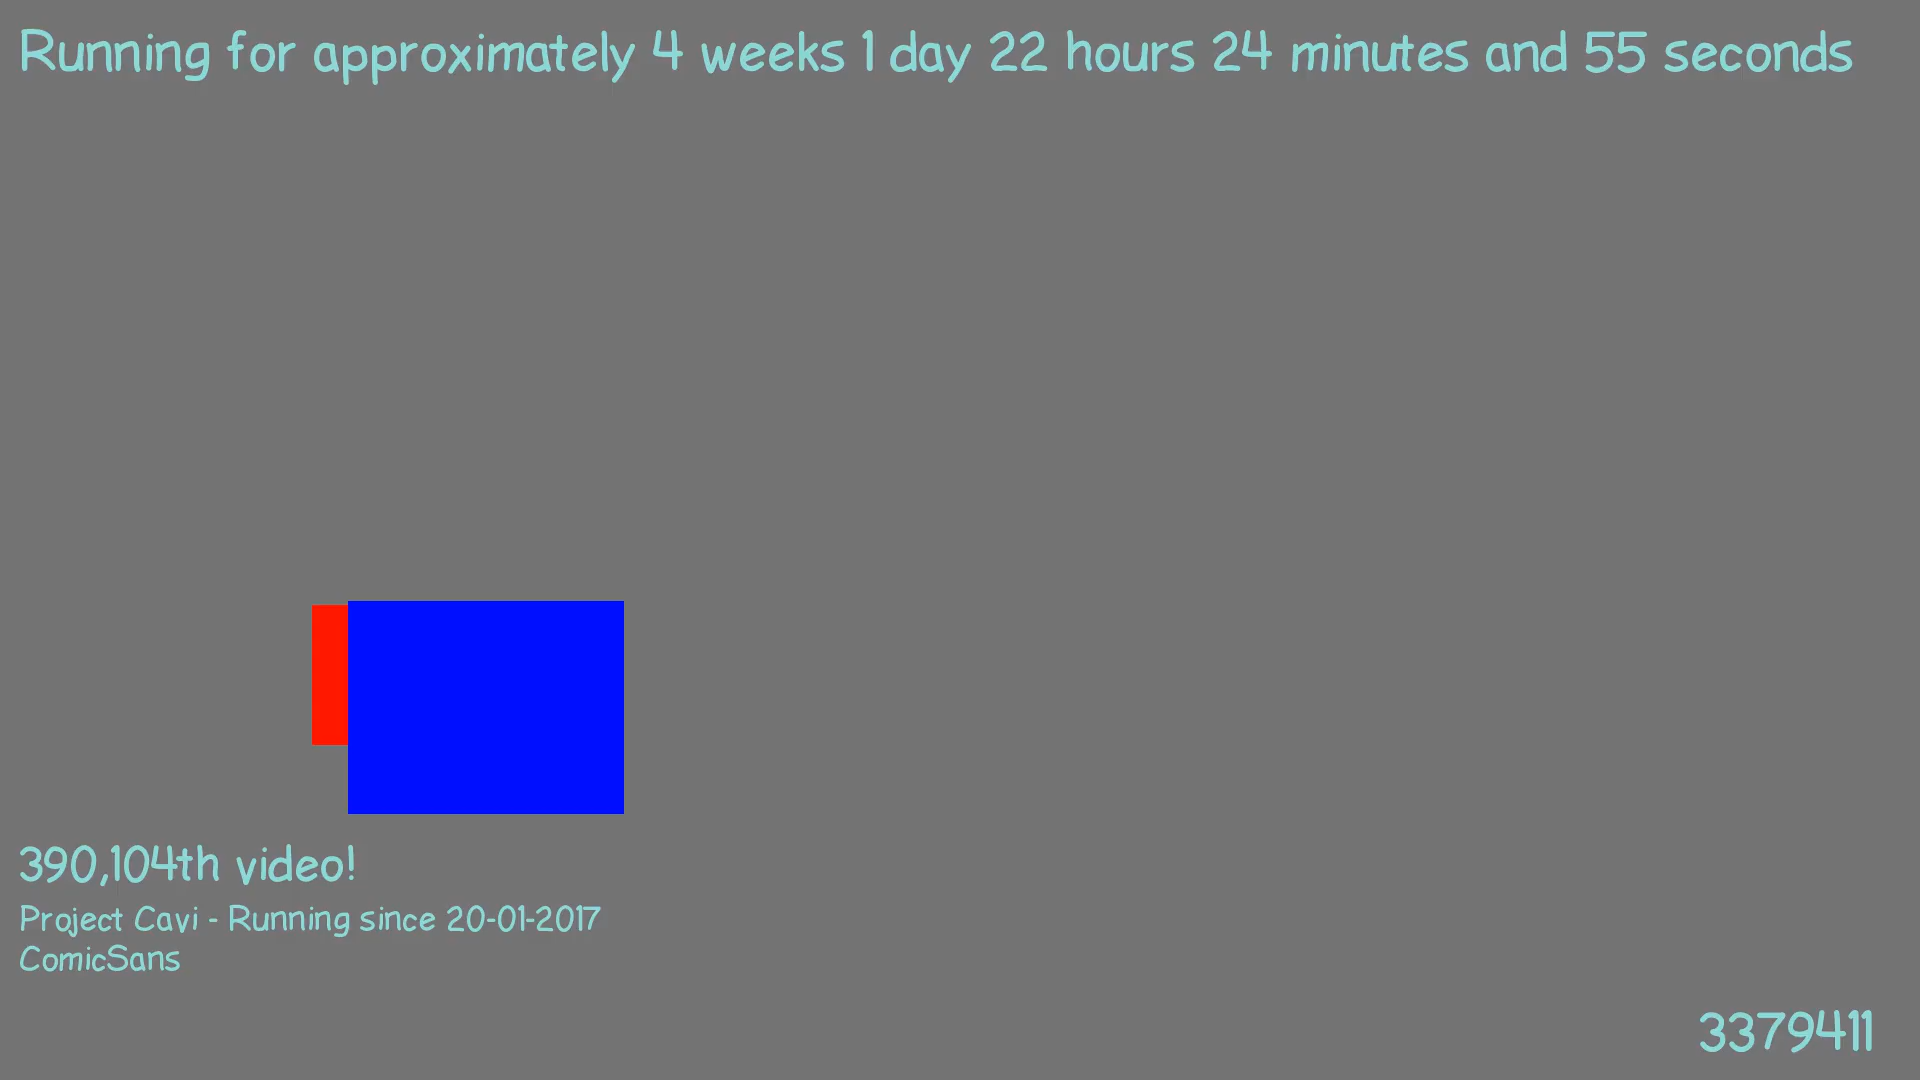 Running for approximately 4 weeks 1 day 22 hours 24 minutes and 55 seconds
390,104th video!
Project Cavi - Running since 20-01-2017
ComicSans
3379411